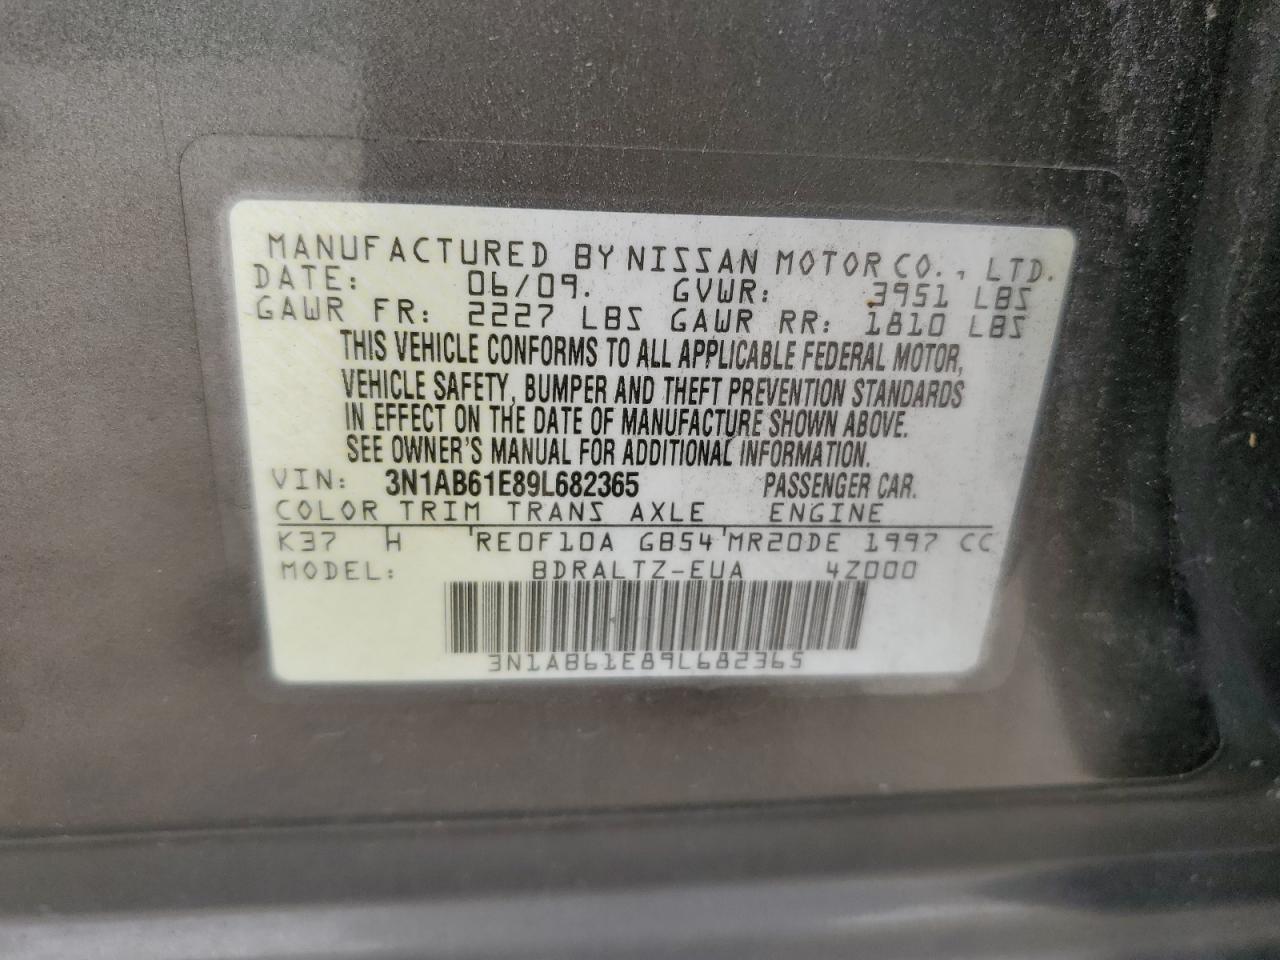 MANUFACTURED BY NISSAN MOTOR CO., LTD.
DATE: 06/09. GVWR: 3951 LBS
GAWR FR: 2227 LBS GAWR RR: 1810 LBS
THIS VEHICLE CONFORMS TO ALL APPLICABLE FEDERAL MOTOR,
VEHICLE SAFETY, BUMPER AND THEFT PREVENTION STANDARDS
IN EFFECT ON THE DATE OF MANUFACTURE SHOWN ABOVE.
SEE OWNER'S MANUAL FOR ADDITIONAL INFORMATION.
VIN: 3N1AB61E89L682365 PASSENGER CAR.
COLOR TRIM TRANS AXLE ENGINE
K37 H RE0F10A GB54 MR20DE 1997 CC
MODEL: BDRALTZ-EUA 4Z000
3N1AB61E89L682365